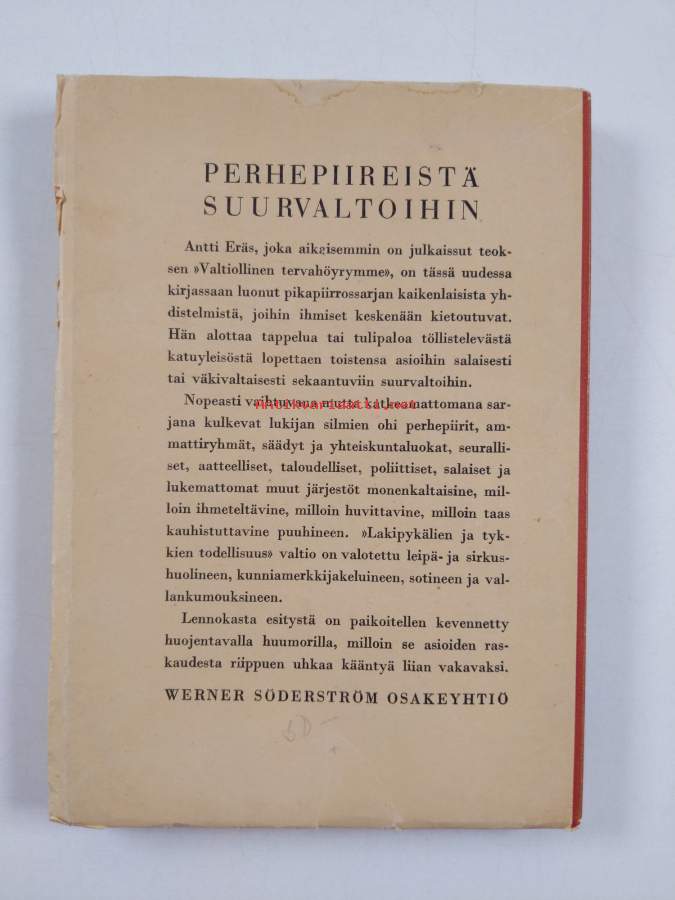 PERHEPIIREISTÄ
SUURVALTOIHIN
Antti Eräs, joka aikaisemmin on julkaissut teok-
sen »Valtiollinen tervahöyrymme», on tässä uudessa
kirjassaan luonut pikapiirrossarjan kaikenlaisista yh-
distelmistä, joihin ihmiset keskenään kietoutuvat.
Hän alottaa tappelua tai tulipaloa töllistelevästä
katuyleisöstä lopettaen toistensa asioihin salaisesti
tai väkivaltaisesti sekaantuviin suurvaltoihin.
Nopeasti vaihtuvana mutta katkeamattomana sar-
Antikvariaatti.net
jana kulkevat lukijan silmien ohi perhepiirit, am-
mattiryhmät, säädyt ja yhteiskuntaluokat, seuralli-
set, aatteelliset, taloudelliset, poliittiset, salaiset ja
lukemattomat muut järjestöt monenkaltaisine, mil-
loin ihmeteltävine, milloin huvittavine, milloin taas
kauhistuttavine puuhineen. »Lakipykälien ja tyk-
kien todellisuus» valtio on valotettu leipä- ja sirkus-
huolineen, kunniamerkkijakeluineen, sotineen ja val-
lankumouksineen.
Lennokasta esitystä on paikoitellen kevennetty
huojentavalla huumorilla, milloin se asioiden ras-
kaudesta riippuen uhkaa kääntyä liian vakavaksi.
WERNER SÖDERSTRÖM OSAKEYHTIÖ